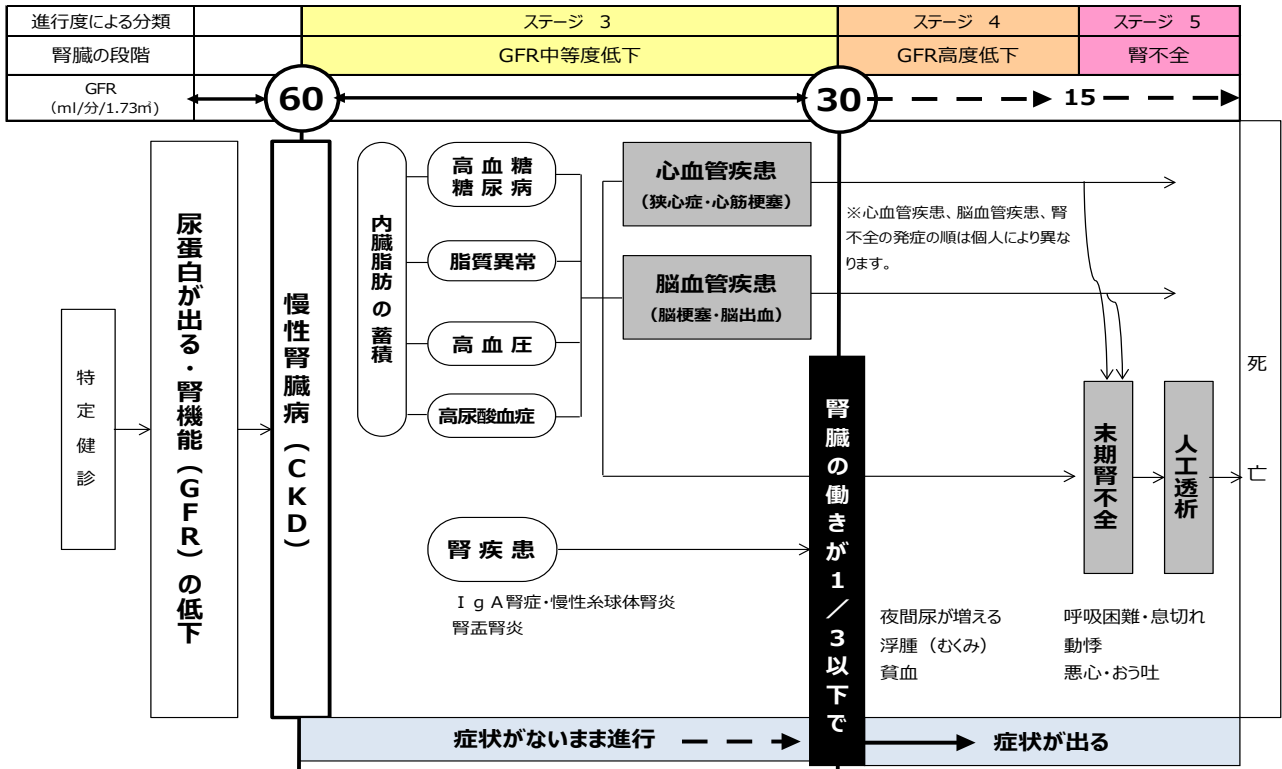 進行度による分類
ステージ 3
ステージ 4
ステージ 5
腎臓の段階
GFR中等度低下
GFR高度低下
腎不全
GFR
(ml/分/1.73㎡)
60
30
15
特定健診
尿蛋白が出る・腎機能(GFR)の低下
慢性腎臓病(CKD)
内臓脂肪の蓄積
高血糖
糖尿病
脂質異常
高血圧
高尿酸血症
腎疾患
IgA腎症・慢性糸球体腎炎
腎盂腎炎
心血管疾患
(狭心症・心筋梗塞)
脳血管疾患
(脳梗塞・脳出血)
※心血管疾患、脳血管疾患、腎
不全の発症の順は個人により異な
ります。
腎臓の働きが1/3以下で
末期腎不全
人工透析
死亡
夜間尿が増える
浮腫(むくみ)
貧血
呼吸困難・息切れ
動悸
悪心・おう吐
症状がないまま進行
症状が出る